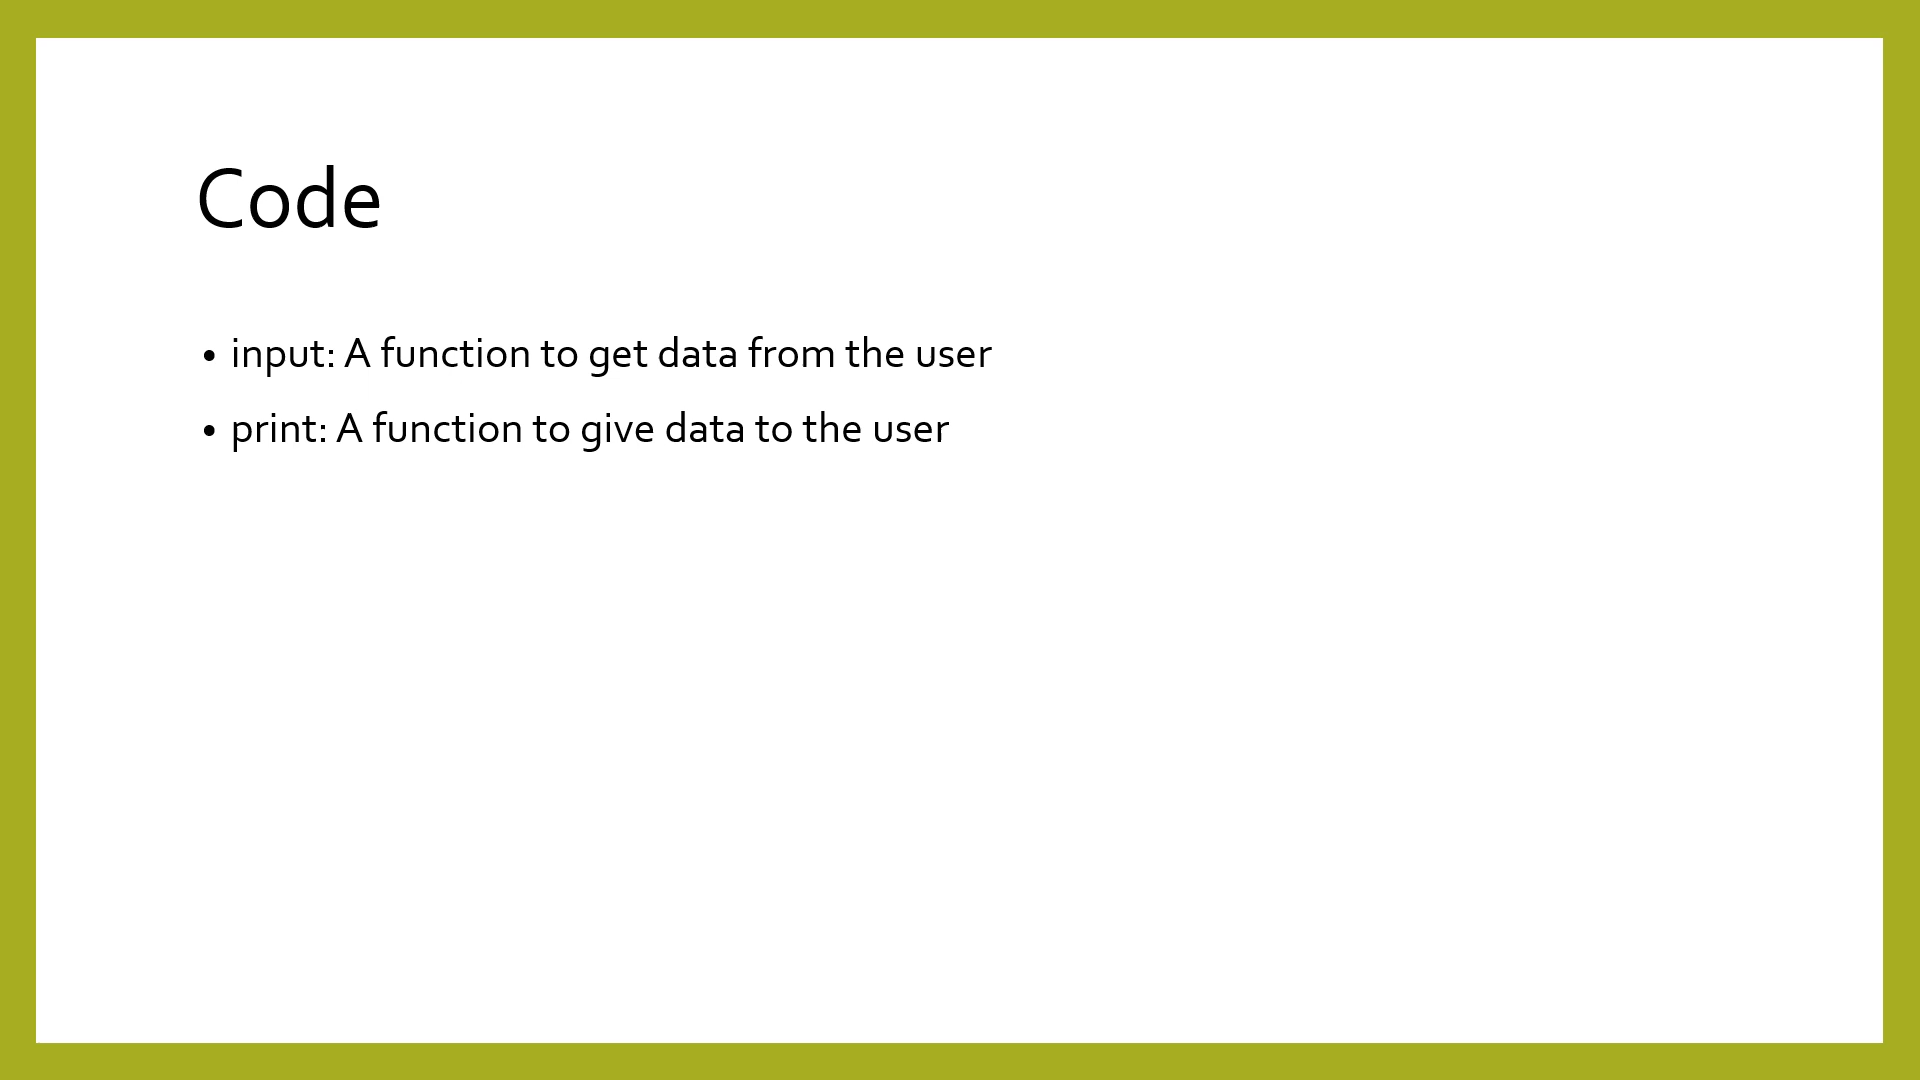 Code
• input: A function to get data from the user
• print: A function to give data to the user